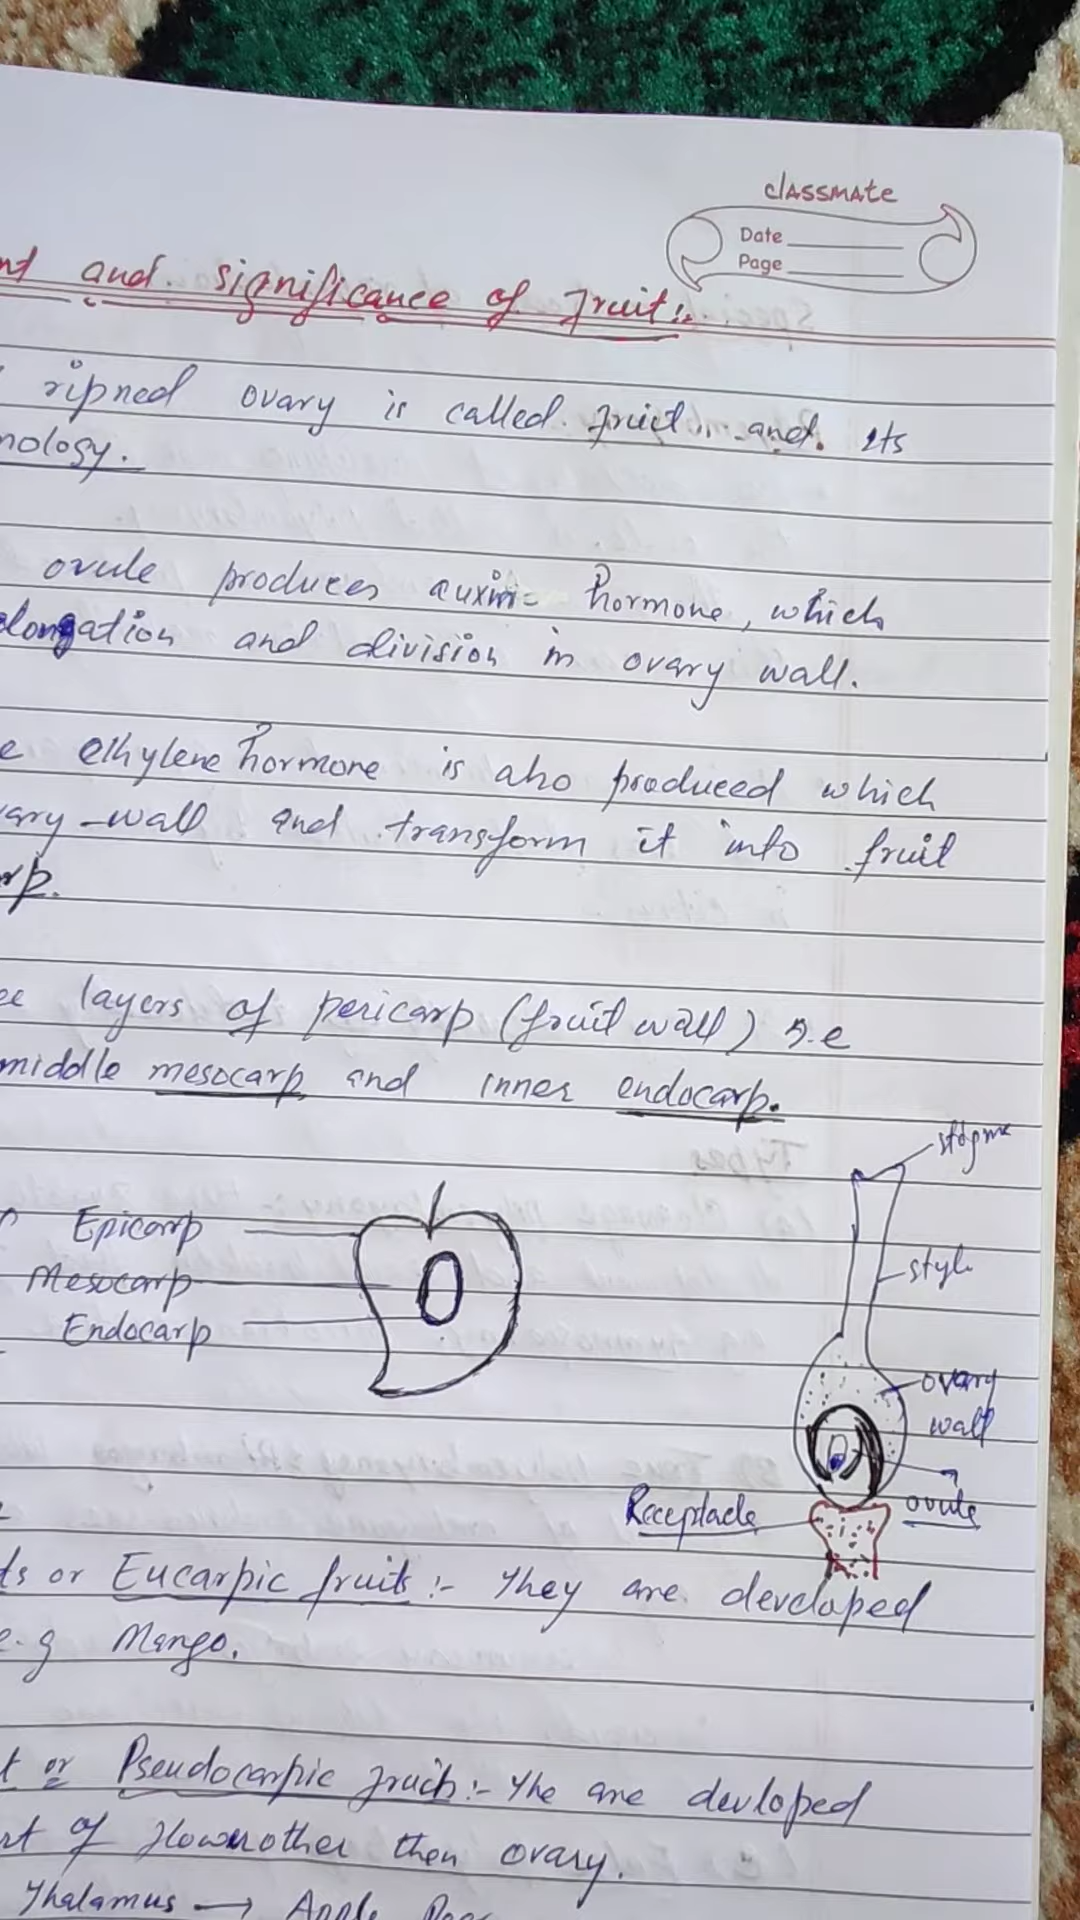 classmate
Date
Page
and significance of Fruit :-
ripned ovary is called fruit and its
nology.
ovule produces auxin hormone, which
elongation and division in ovary wall.
ethylene hormone is also produced which
ary-wall and transform it into fruit
rp.
layers of pericarp (fruit wall) i.e
middle mesocarp and inner endocarp.
stigma
Epicarp
Mesocarp
style
Endocarp
ovary
wall
ovule
Receptacle
ts or Eucarpic fruits :- They are developed
e.g Mango.
t or Pseudocarpic fruits :- The are devloped
rt of flower other then ovary.
Thalamus → Apple